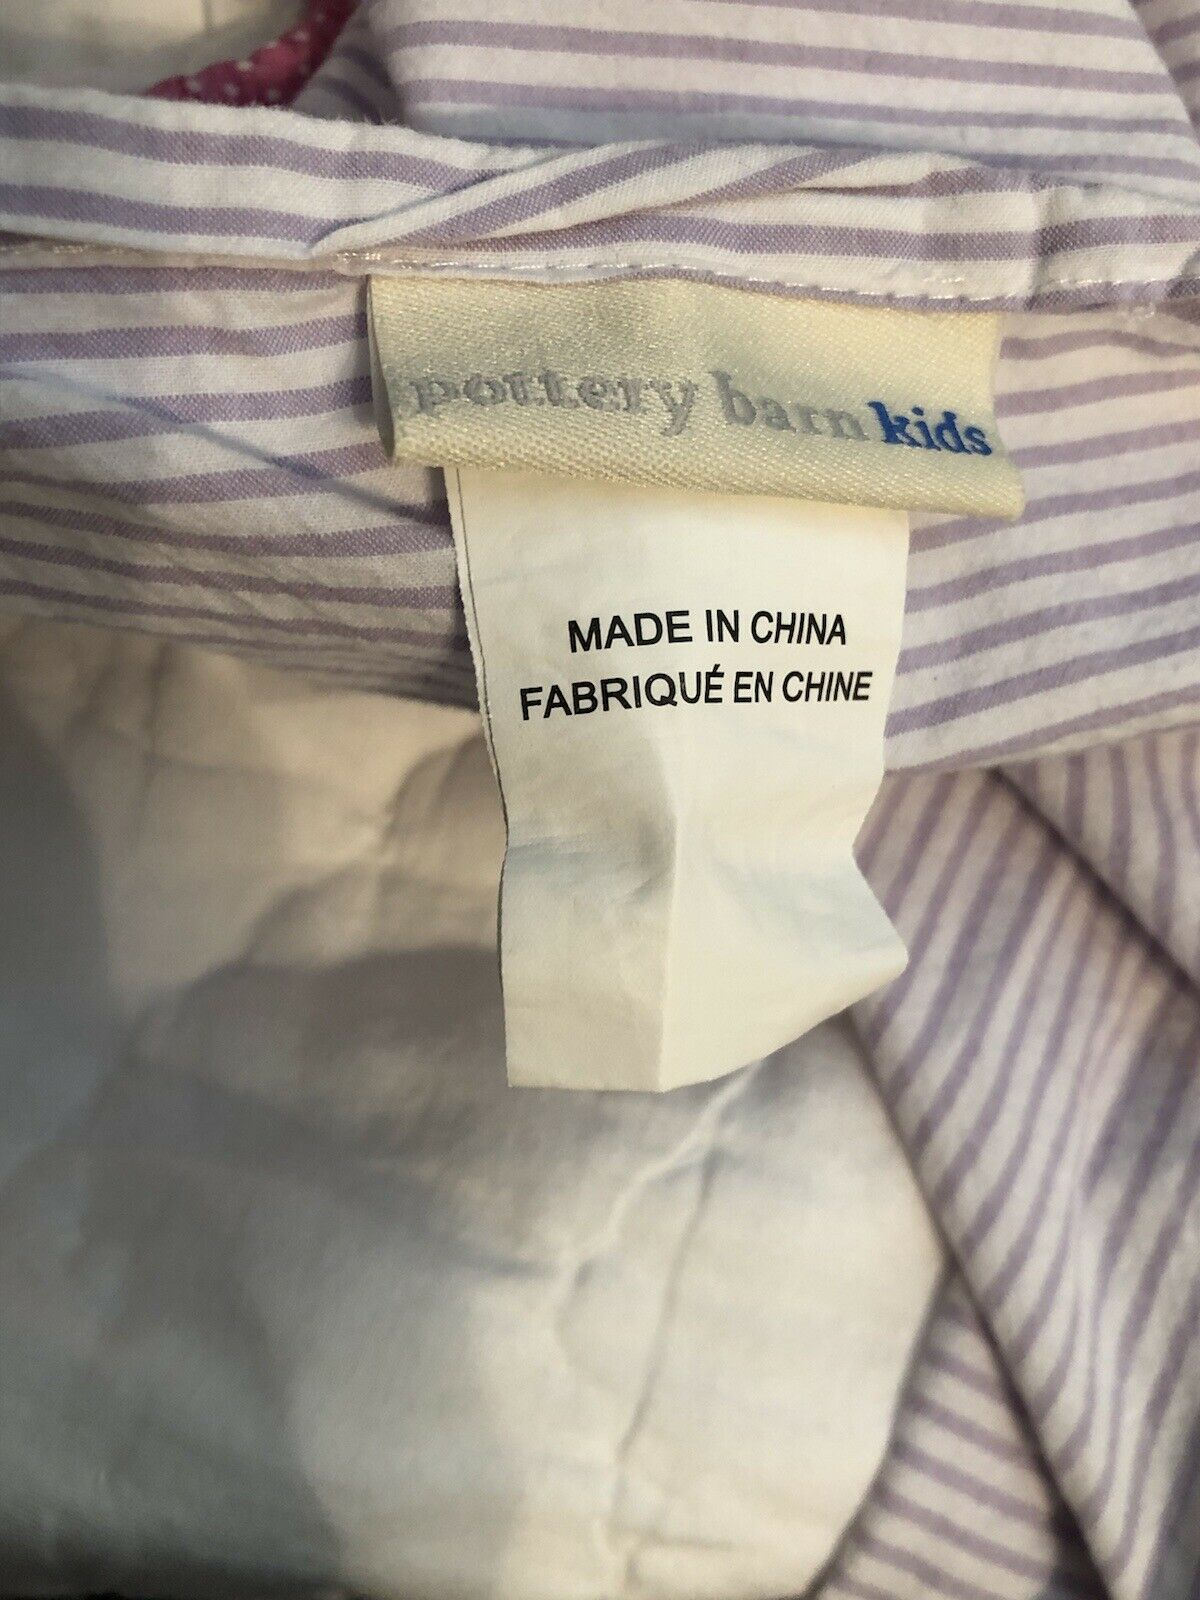 pottery barn kids
MADE IN CHINA
FABRIQUÉ EN CHINE